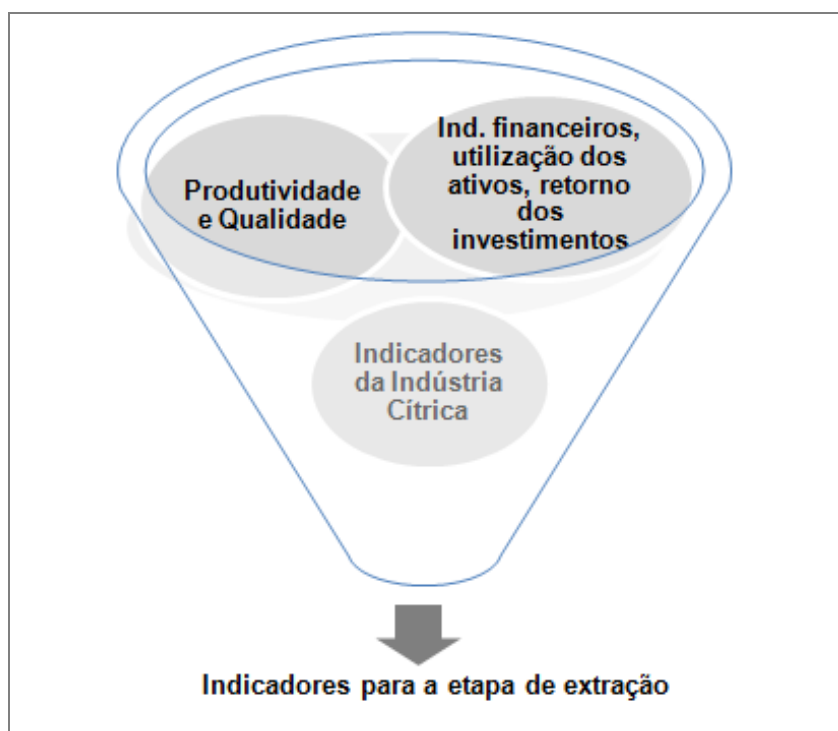 Produtividade
e Qualidade
Ind. financeiros,
utilização dos
ativos, retorno
dos
investimentos
Indicadores
da Indústria
Cítrica
Indicadores para a etapa de extração